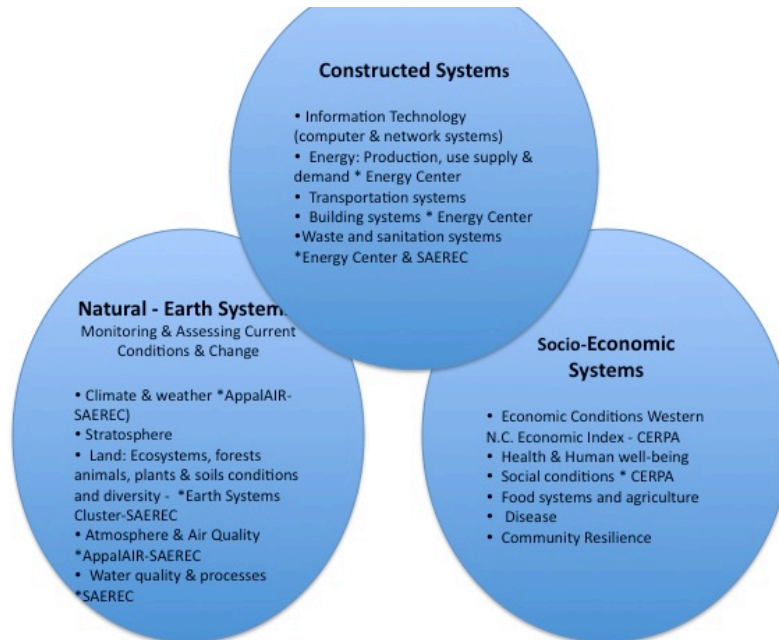 Constructed Systems
• Information Technology
(computer & network systems)
• Energy: Production, use supply &
demand * Energy Center
• Transportation systems
• Building systems * Energy Center
•Waste and sanitation systems
*Energy Center & SAEREC
Natural - Earth System
Monitoring & Assessing Current
Conditions & Change
• Climate & weather *AppalAIR-
SAEREC)
• Stratosphere
• Land: Ecosystems, forests
animals, plants & soils conditions
and diversity - *Earth Systems
Cluster-SAEREC
• Atmosphere & Air Quality
*AppalAIR-SAEREC
• Water quality & processes
*SAEREC
Socio-Economic
Systems
• Economic Conditions Western
N.C. Economic Index - CERPA
• Health & Human well-being
• Social conditions * CERPA
• Food systems and agriculture
• Disease
• Community Resilience